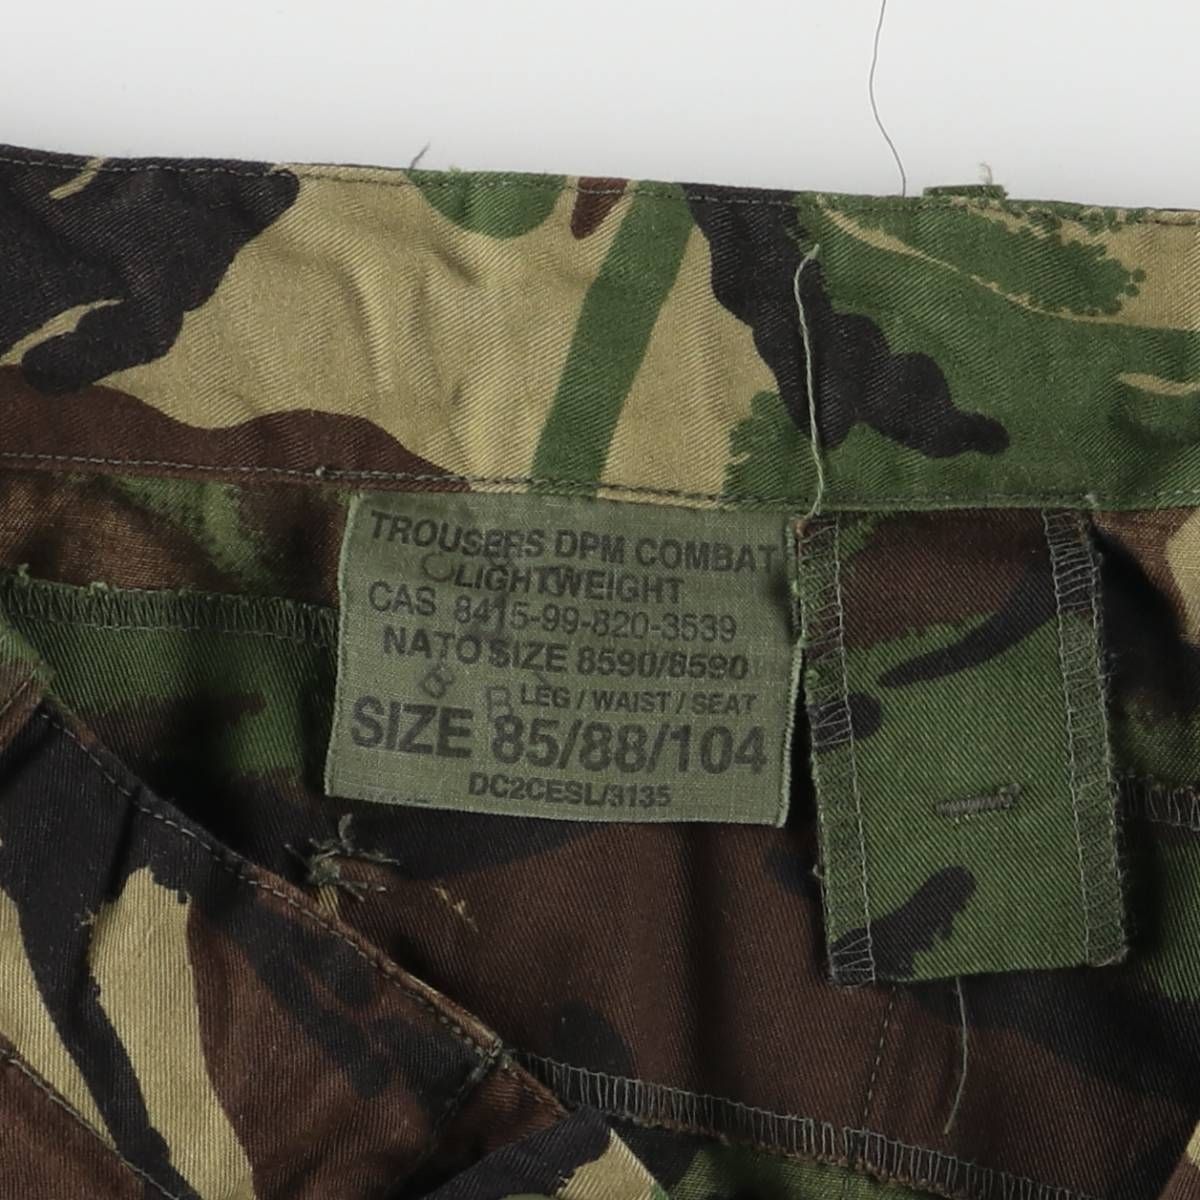 TROUSERS DPM COMBAT
LIGHTWEIGHT
CAS 8415-99-820-3539
NATO SIZE 8590/8590
LEG / WAIST / SEAT
SIZE 85/88/104
DC2CESL/3135